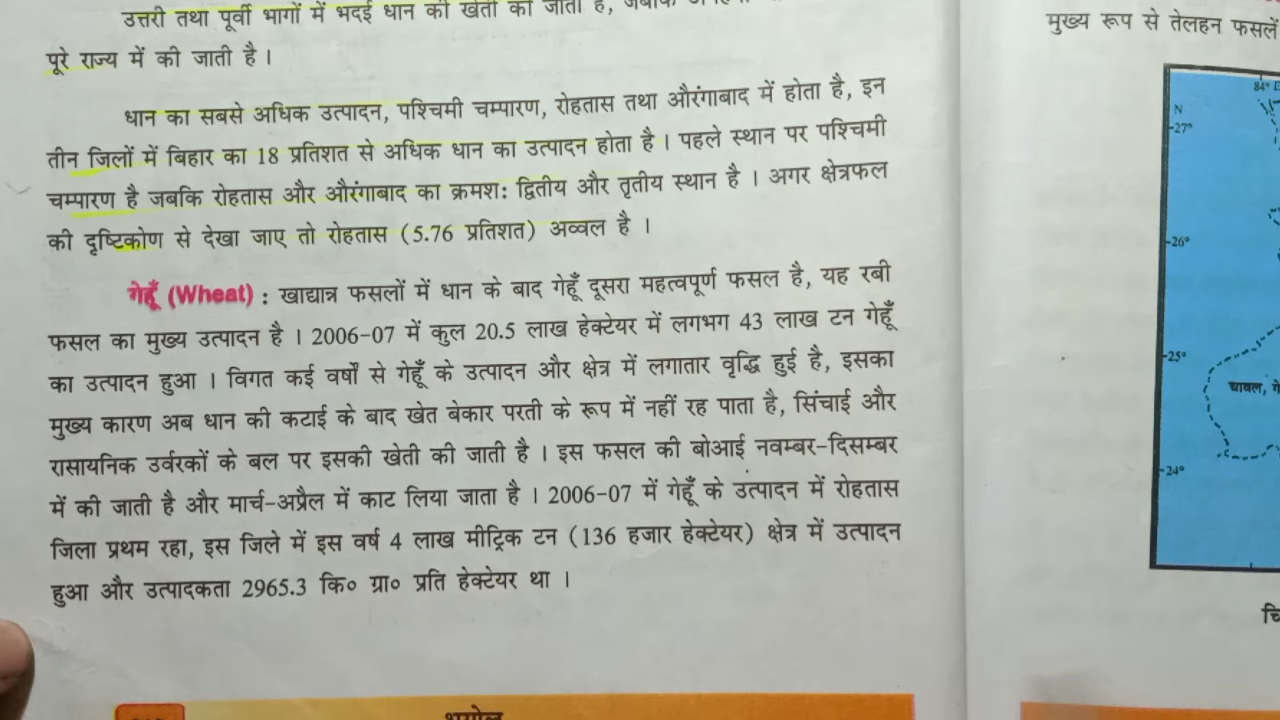 उत्तरी तथा पूर्वी भागों में भदई धान की खेती की जाती है, जबकि
पूरे राज्य में की जाती है ।
धान का सबसे अधिक उत्पादन, पश्चिमी चम्पारण, रोहतास तथा औरंगाबाद में होता है, इन
तीन जिलों में बिहार का 18 प्रतिशत से अधिक धान का उत्पादन होता है । पहले स्थान पर पश्चिमी
चम्पारण है जबकि रोहतास और औरंगाबाद का क्रमश: द्वितीय और तृतीय स्थान है । अगर क्षेत्रफल
की दृष्टिकोण से देखा जाए तो रोहतास (5.76 प्रतिशत) अव्वल है ।
गेहूँ (Wheat) : खाद्यान्न फसलों में धान के बाद गेहूँ दूसरा महत्वपूर्ण फसल है, यह रबी
फसल का मुख्य उत्पादन है । 2006-07 में कुल 20.5 लाख हेक्टेयर में लगभग 43 लाख टन गेहूँ
का उत्पादन हुआ । विगत कई वर्षों से गेहूँ के उत्पादन और क्षेत्र में लगातार वृद्धि हुई है, इसका
मुख्य कारण अब धान की कटाई के बाद खेत बेकार परती के रूप में नहीं रह पाता है, सिंचाई और
रासायनिक उर्वरकों के बल पर इसकी खेती की जाती है । इस फसल की बोआई नवम्बर-दिसम्बर
में की जाती है और मार्च-अप्रैल में काट लिया जाता है । 2006-07 में गेहूँ के उत्पादन में रोहतास
जिला प्रथम रहा, इस जिले में इस वर्ष 4 लाख मीट्रिक टन (136 हजार हेक्टेयर) क्षेत्र में उत्पादन
हुआ और उत्पादकता 2965.3 कि० ग्रा० प्रति हेक्टेयर था ।
भूगोल
मुख्य रूप से तेलहन फसलें
84°
N
27°
26°
25°
चावल, गे
24°
चि